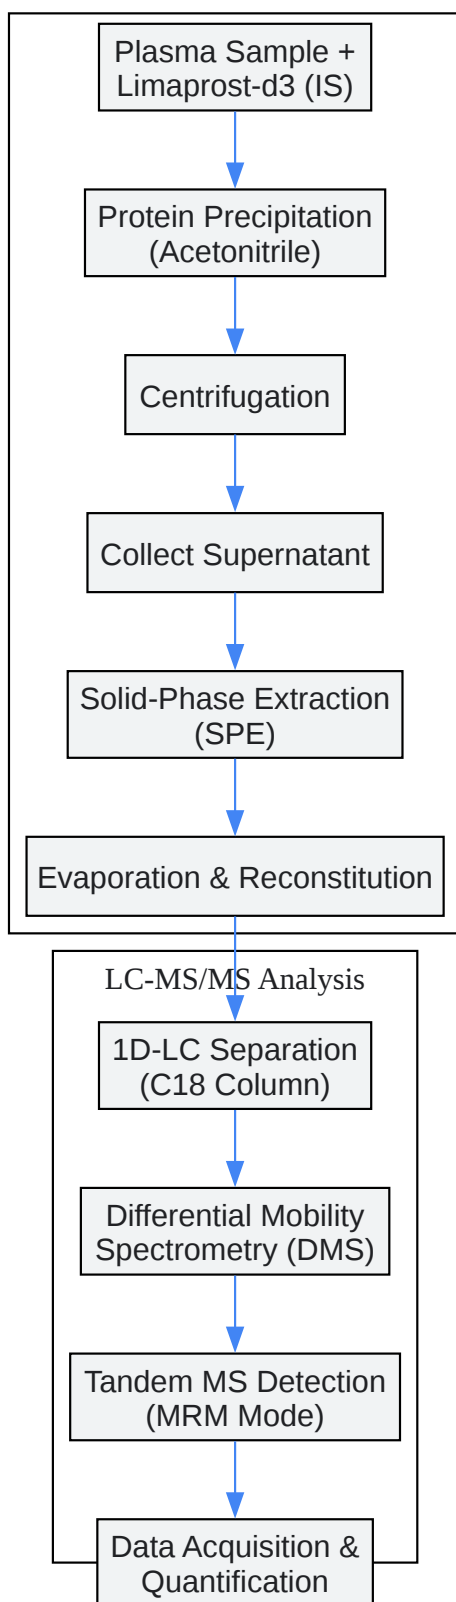 Plasma Sample +
Limaprost-d3 (IS)
Protein Precipitation
(Acetonitrile)
Centrifugation
Collect Supernatant
Solid-Phase Extraction
(SPE)
Evaporation & Reconstitution
LC-MS/MS Analysis
1D-LC Separation
(C18 Column)
Differential Mobility
Spectrometry (DMS)
Tandem MS Detection
(MRM Mode)
Data Acquisition &
Quantification